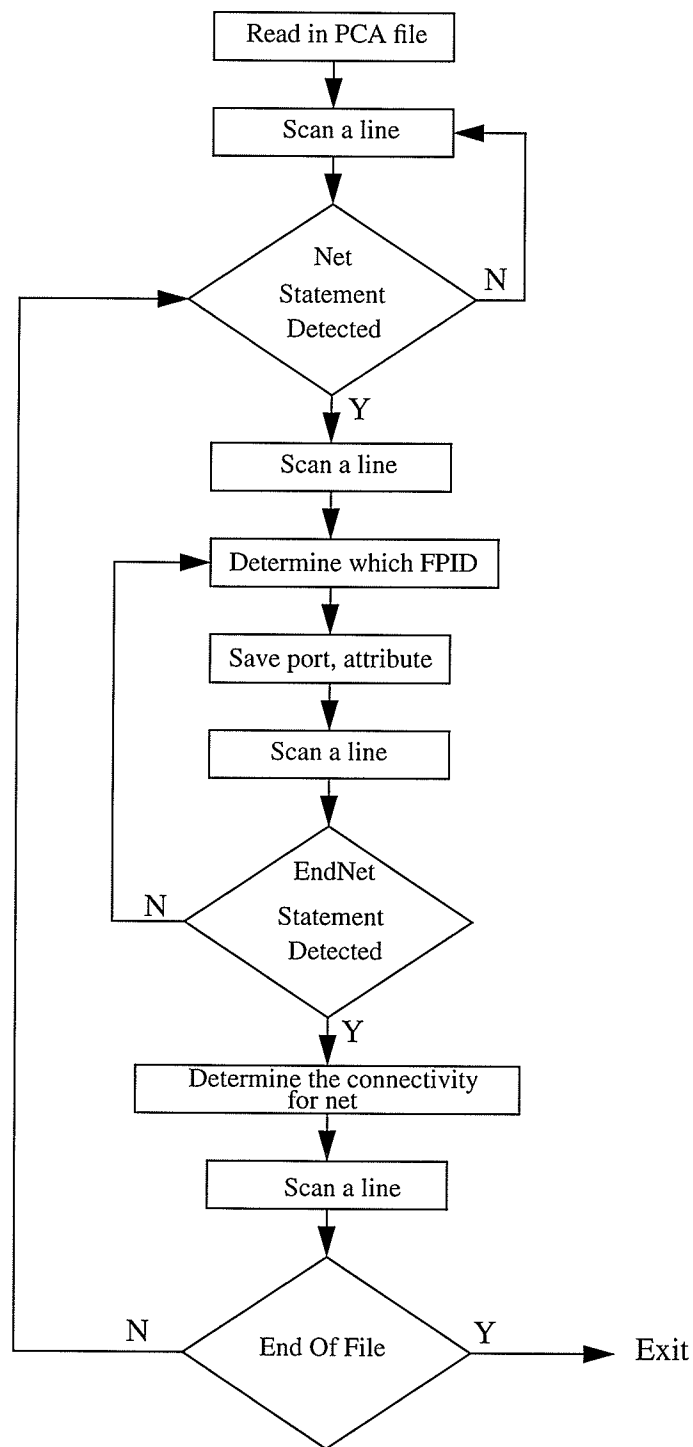 Read in PCA file
Scan a line
Net
Statement
Detected
N
Y
Scan a line
Determine which FPID
Save port, attribute
Scan a line
EndNet
Statement
Detected
N
Y
Determine the connectivity
for net
Scan a line
End Of File
N
Y
Exit